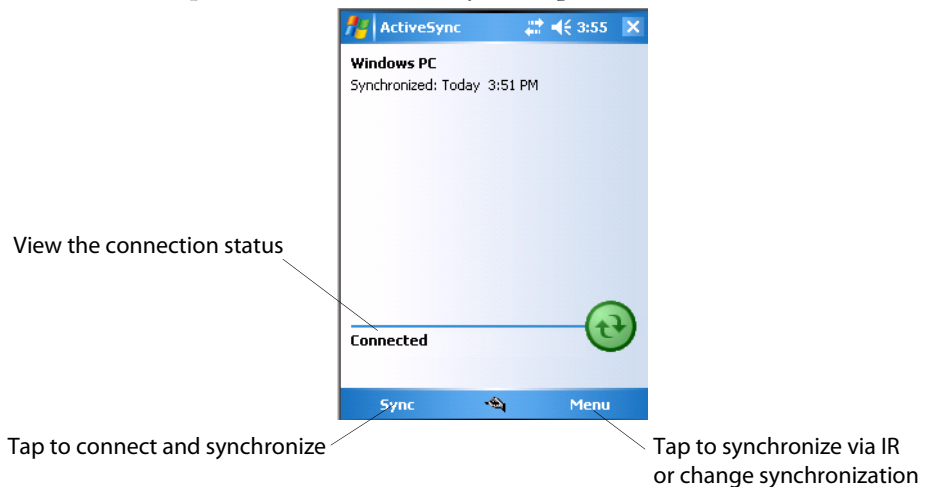 ActiveSync 3:55
Windows PC
Synchronized: Today 3:51 PM
View the connection status
Connected
Sync Menu
Tap to connect and synchronize
Tap to synchronize via IR
or change synchronization